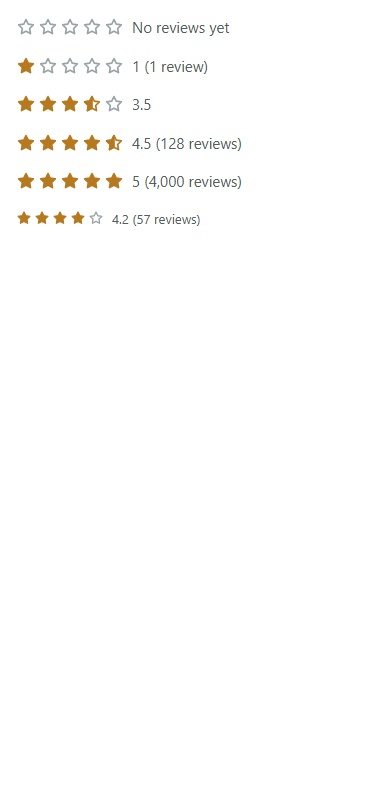 No reviews yet
1 (1 review)
3.5
4.5 (128 reviews)
5 (4,000 reviews)
4.2 (57 reviews)